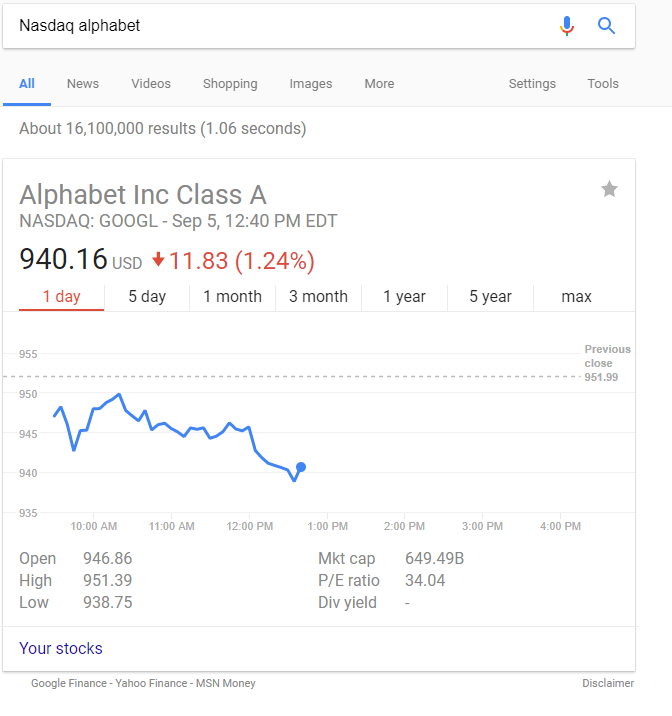 Nasdaq alphabet
All News Videos Shopping Images More Settings Tools
About 16,100,000 results (1.06 seconds)
Alphabet Inc Class A
NASDAQ: GOOGL - Sep 5, 12:40 PM EDT
940.16 USD 11.83 (1.24%)
1 day 5 day 1 month 3 month 1 year 5 year max
Previous
close
951.99
955
950
945
940
935
10:00 AM 11:00 AM 12:00 PM 1:00 PM 2:00 PM 3:00 PM 4:00 PM
Open 946.86 Mkt cap 649.49B
High 951.39 P/E ratio 34.04
Low 938.75 Div yield -
Your stocks
Google Finance - Yahoo Finance - MSN Money Disclaimer